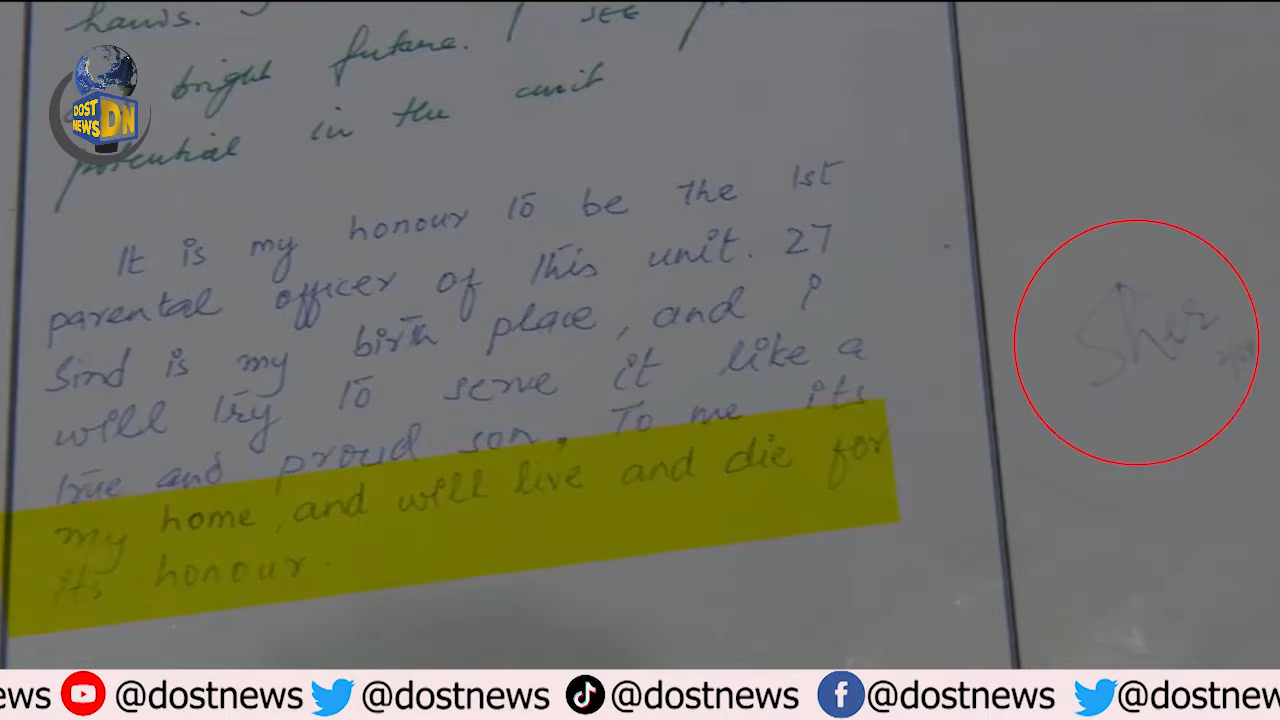 hands.
bright future. I see
potential in the unit
It is my honour to be the 1st
parental officer of this unit. 27
Sind is my birth place, and i
will try to serve it like a
true and proud son, To me its
my home, and will live and die for
its honour.
Sher
DOST
NEWS DN
ews @dostnews @dostnews @dostnews @dostnews @dostnew